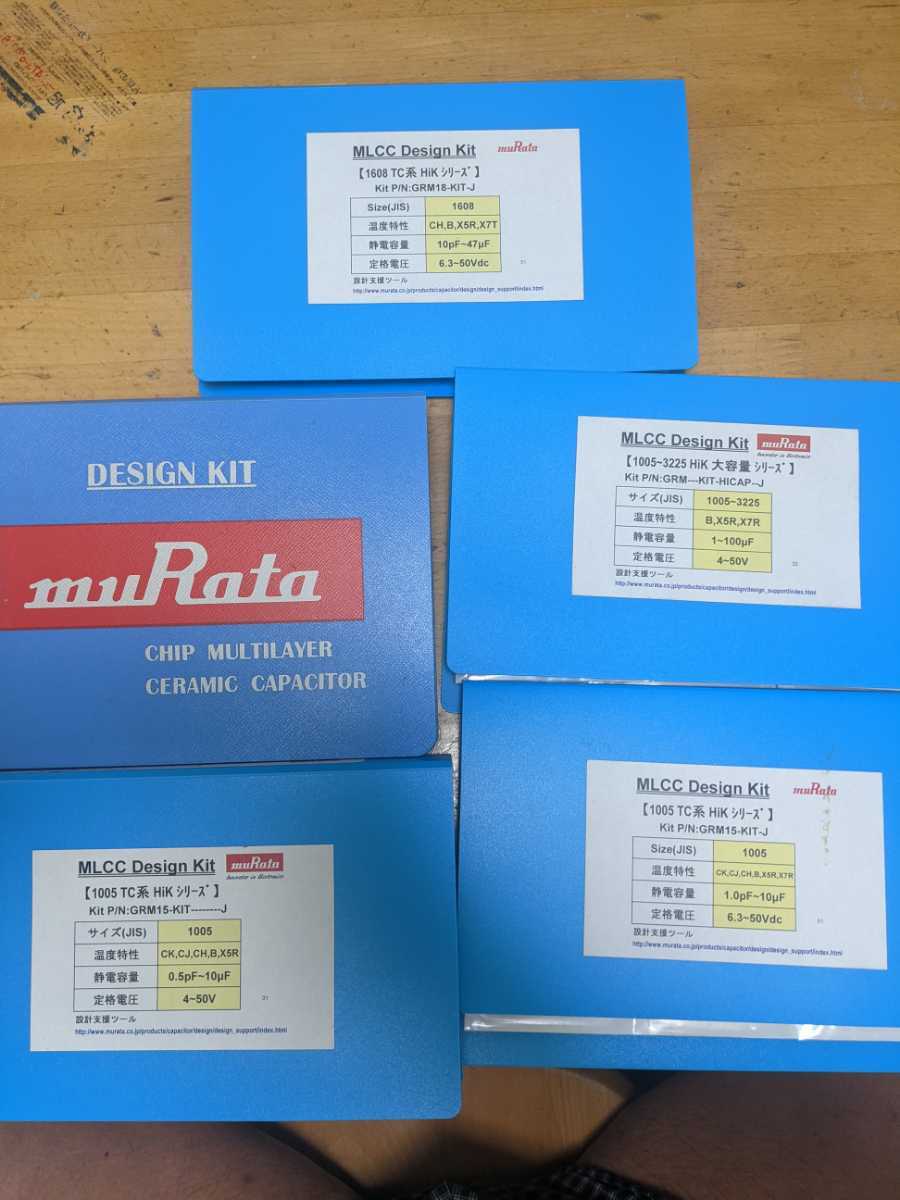 MLCC Design Kit muRata
【1608 TC系 HiK ｼﾘｰｽﾞ】
Kit P/N:GRM18-KIT-J
Size(JIS) 1608
温度特性 CH,B,X5R,X7T
静電容量 10pF~47μF
定格電圧 6.3~50Vdc
設計支援ツール
http://www.murata.co.jp/products/capacitor/design/design_support/index.html
DESIGN KIT
muRata
CHIP MULTILAYER
CERAMIC CAPACITOR
MLCC Design Kit muRata
Innovator in Electronics
【1005~3225 HiK 大容量 ｼﾘｰｽﾞ】
Kit P/N:GRM---KIT-HICAP--J
サイズ(JIS) 1005~3225
温度特性 B,X5R,X7R
静電容量 1~100μF
定格電圧 4~50V
設計支援ツール
http://www.murata.co.jp/products/capacitor/design/design_support/index.html
MLCC Design Kit muRata
Innovator in Electronics
【1005 TC系 HiK ｼﾘｰｽﾞ】
Kit P/N:GRM15-KIT--------J
サイズ(JIS) 1005
温度特性 CK,CJ,CH,B,X5R
静電容量 0.5pF~10μF
定格電圧 4~50V
設計支援ツール
http://www.murata.co.jp/products/capacitor/design/design_support/index.html
MLCC Design Kit muRata
【1005 TC系 HiK ｼﾘｰｽﾞ】
Kit P/N:GRM15-KIT-J
Size(JIS) 1005
温度特性 CK,CJ,CH,B,X5R,X7R
静電容量 1.0pF~10μF
定格電圧 6.3~50Vdc
設計支援ツール
http://www.murata.co.jp/products/capacitor/design/design_support/index.html